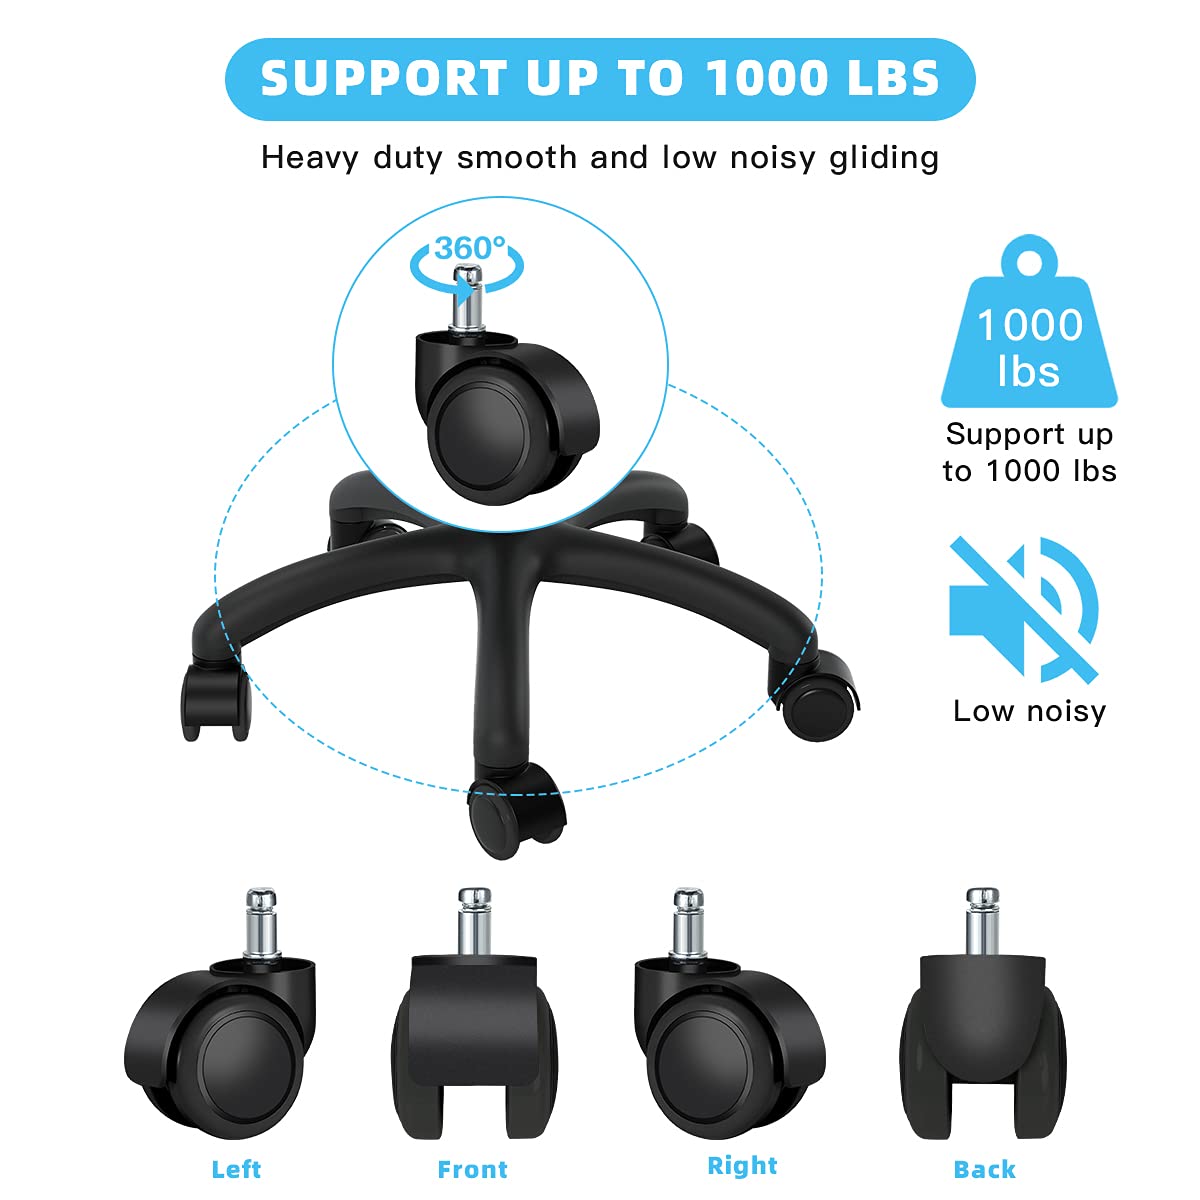 SUPPORT UP TO 1000 LBS
Heavy duty smooth and low noisy gliding
360°
1000
lbs
Support up
to 1000 lbs
Low noisy
Left
Front
Right
Back